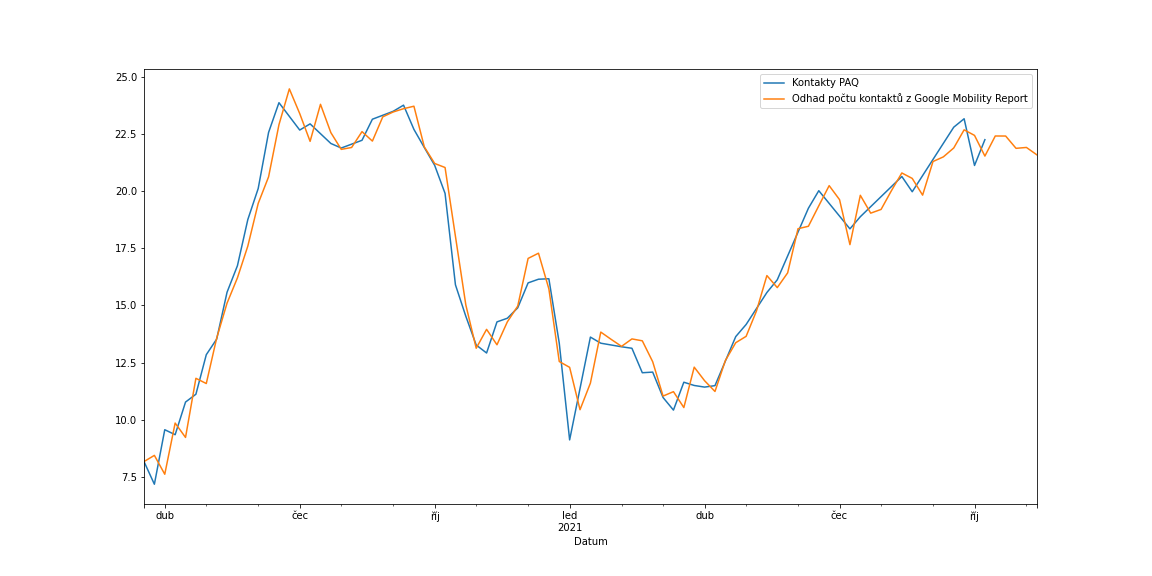 25.0
22.5
20.0
17.5
15.0
12.5
10.0
7.5
Kontakty PAQ
Odhad počtu kontaktů z Google Mobility Report
dub čec říj led dub čec říj
2021
Datum